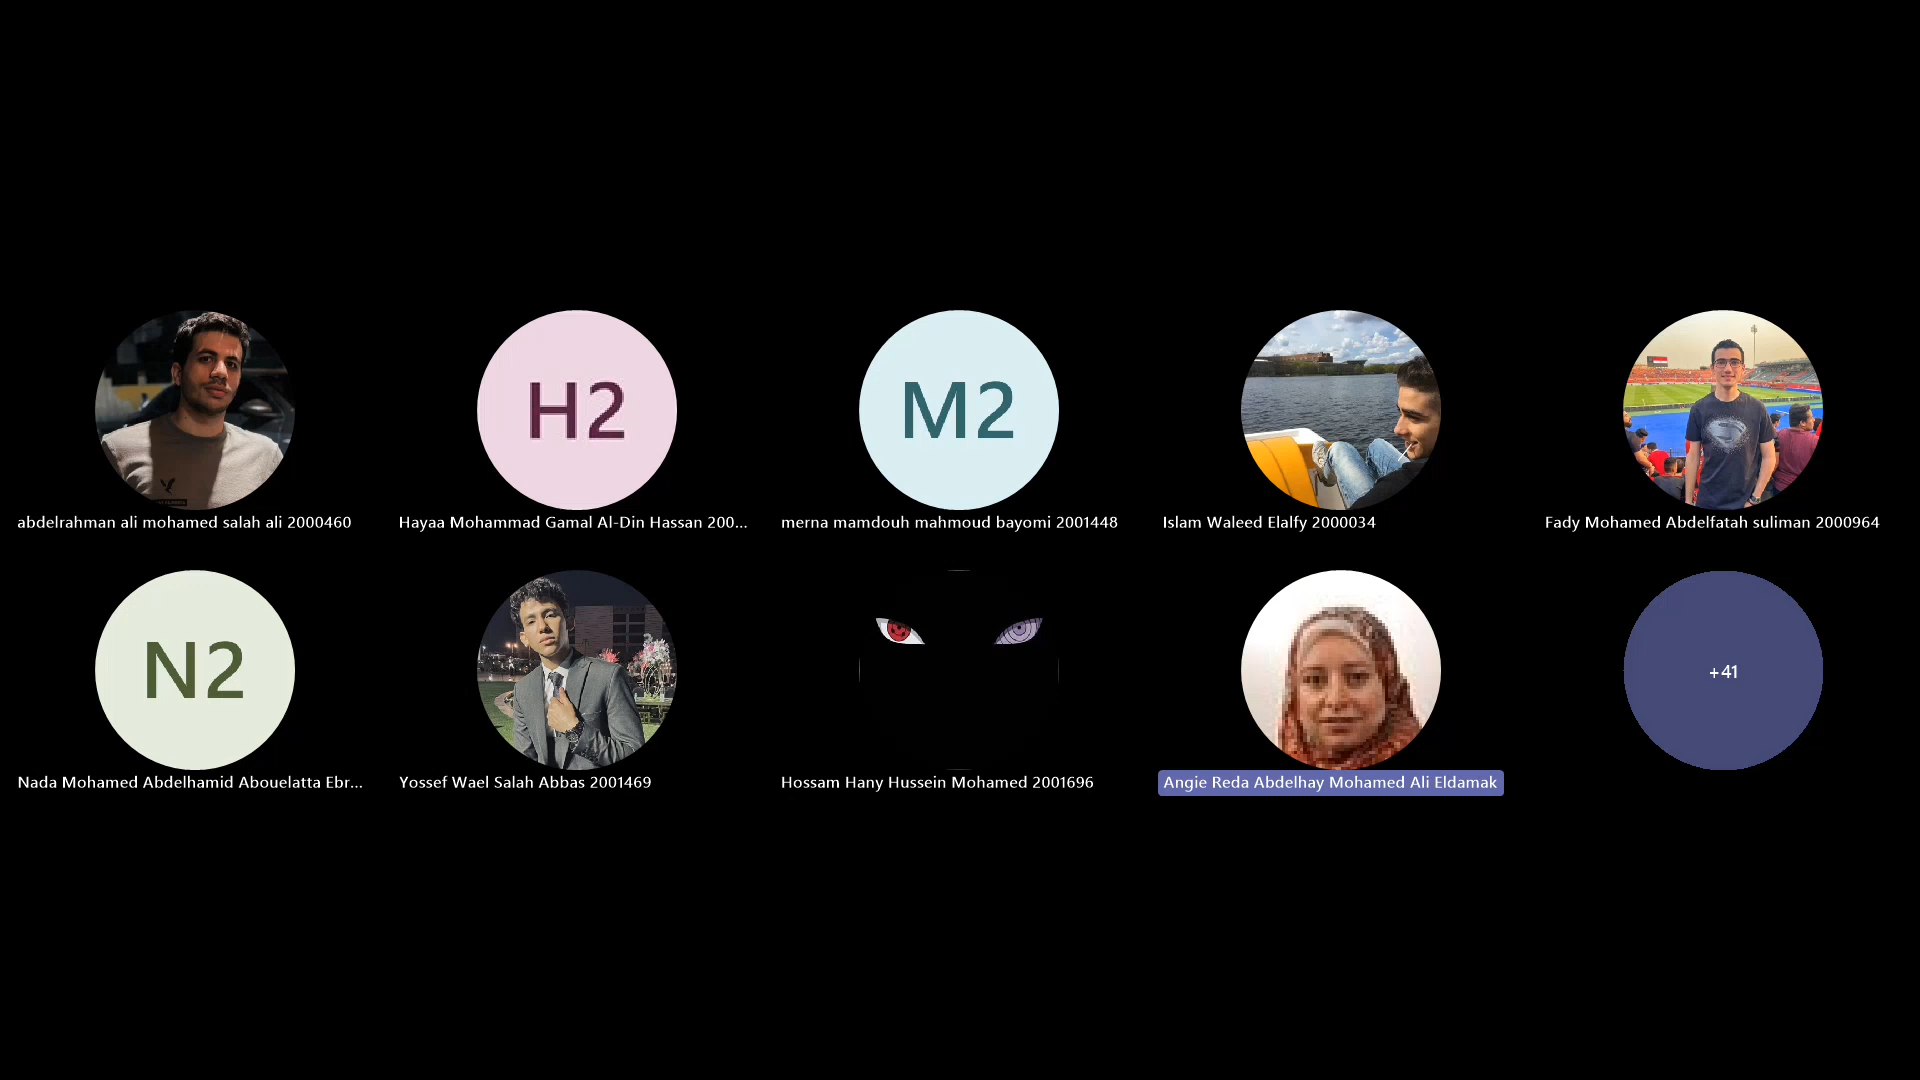 H2
M2
abdelrahman ali mohamed salah ali 2000460
Hayaa Mohammad Gamal Al-Din Hassan 200...
merna mamdouh mahmoud bayomi 2001448
Islam Waleed Elalfy 2000034
Fady Mohamed Abdelfatah suliman 2000964
N2
+41
Nada Mohamed Abdelhamid Abouelatta Ebr...
Yossef Wael Salah Abbas 2001469
Hossam Hany Hussein Mohamed 2001696
Angie Reda Abdelhay Mohamed Ali Eldamak